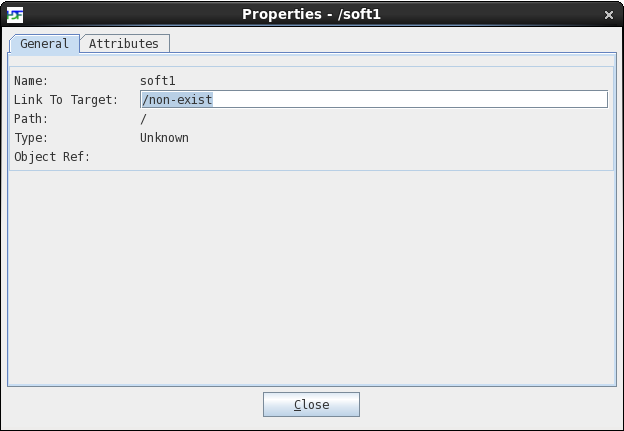 Properties - /soft1
General Attributes
Name: soft1
Link To Target: /non-exist
Path: /
Type: Unknown
Object Ref:
Close